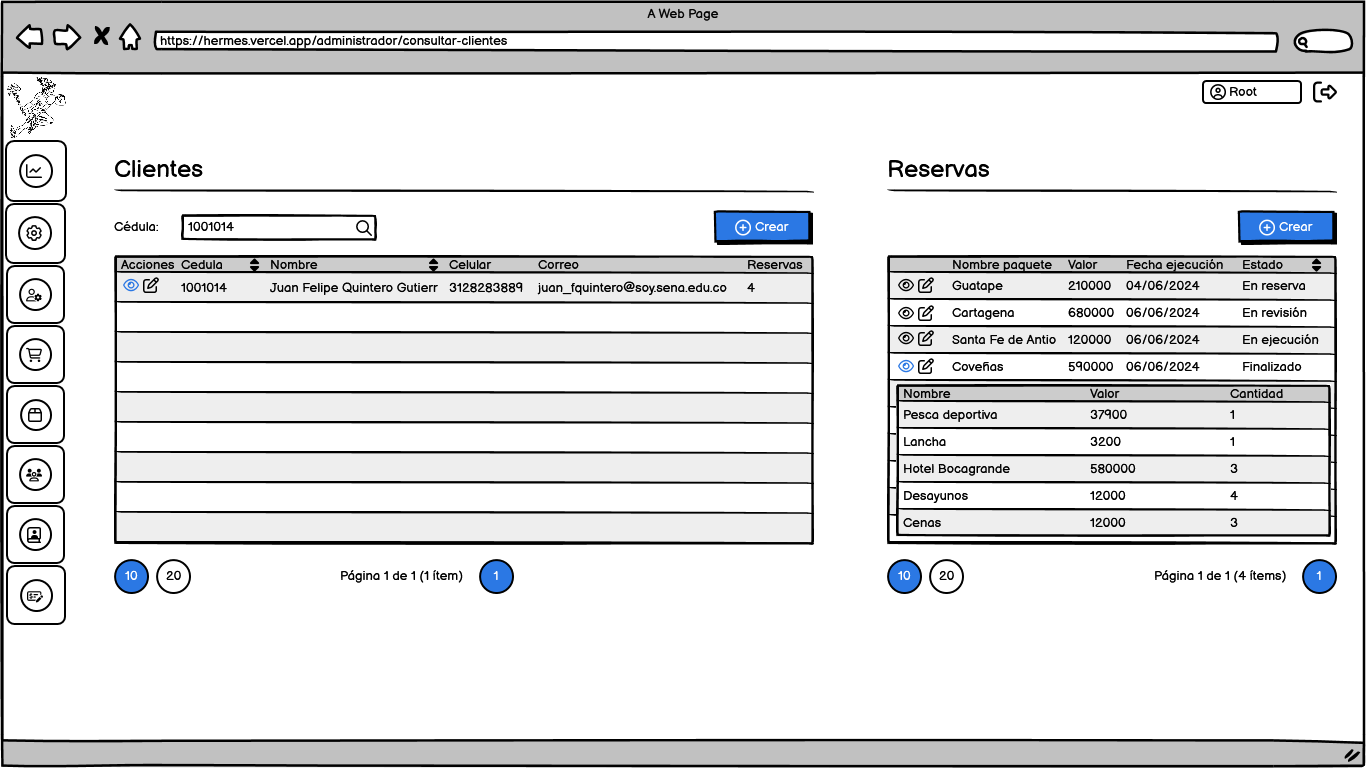 A Web Page
https://hermes.vercel.app/administrador/consultar-clientes
Root
Clientes
Cédula: 1001014
Crear
Acciones Cedula Nombre Celular Correo Reservas
1001014 Juan Felipe Quintero Gutierr 3128283889 juan_fquintero@soy.sena.edu.co 4
10 20 Página 1 de 1 (1 ítem) 1
Reservas
Crear
Nombre paquete Valor Fecha ejecución Estado
Guatape 210000 04/06/2024 En reserva
Cartagena 680000 06/06/2024 En revisión
Santa Fe de Antio 120000 06/06/2024 En ejecución
Coveñas 590000 06/06/2024 Finalizado
Nombre Valor Cantidad
Pesca deportiva 37900 1
Lancha 3200 1
Hotel Bocagrande 580000 3
Desayunos 12000 4
Cenas 12000 3
10 20 Página 1 de 1 (4 ítems) 1